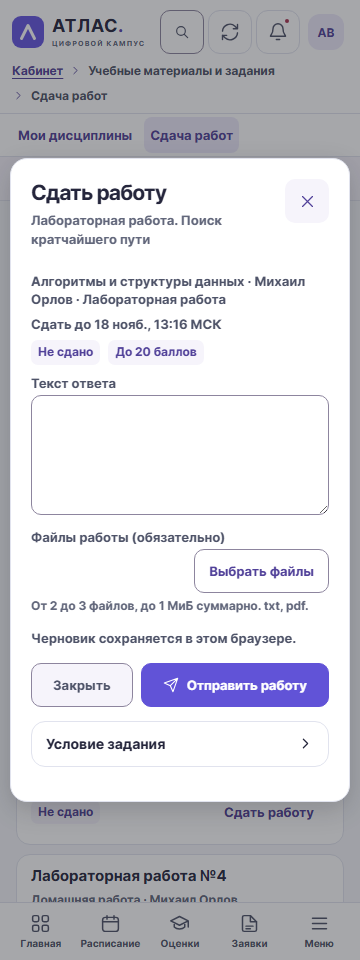 АТЛАС.
ЦИФРОВОЙ КАМПУС
АВ
Кабинет
Учебные материалы и задания
Сдача работ
Мои дисциплины
Сдача работ
Сдать работу
Лабораторная работа. Поиск
кратчайшего пути
Алгоритмы и структуры данных · Михаил
Орлов · Лабораторная работа
Сдать до 18 нояб., 13:16 МСК
Не сдано
До 20 баллов
Текст ответа
Файлы работы (обязательно)
Выбрать файлы
От 2 до 3 файлов, до 1 МиБ суммарно. txt, pdf.
Черновик сохраняется в этом браузере.
Закрыть
Отправить работу
Условие задания
Не сдано
Сдать работу
Лабораторная работа №4
Домашняя работа · Михаил Орлов
Главная
Расписание
Оценки
Заявки
Меню